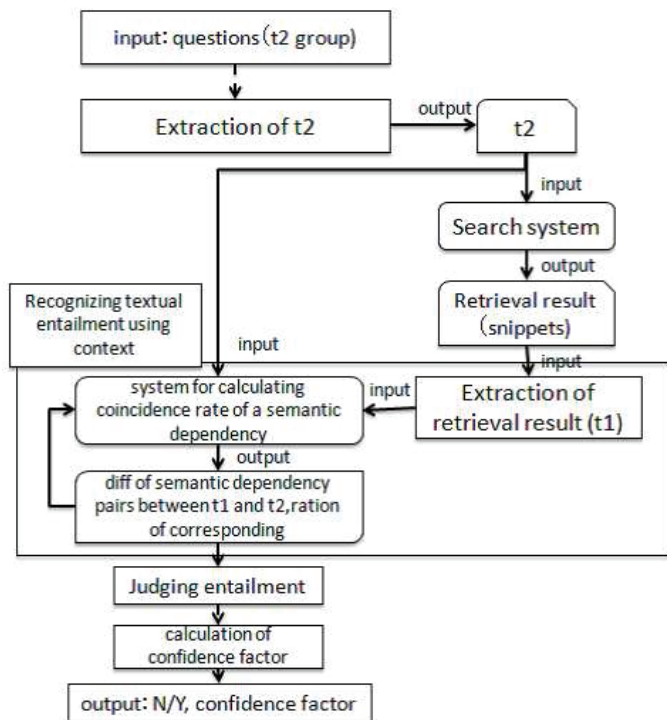 input: questions(t2 group)
output
Extraction of t2
t2
input
Search system
output
Recognizing textual
entailment using
context
Retrieval result
(snippets)
input
input
system for calculating
coincidence rate of a semantic
dependency
input
Extraction of
retrieval result (t1)
output
diff of semantic dependency
pairs between t1 and t2,ration
of corresponding
Judging entailment
calculation of
confidence factor
output: N/Y, confidence factor